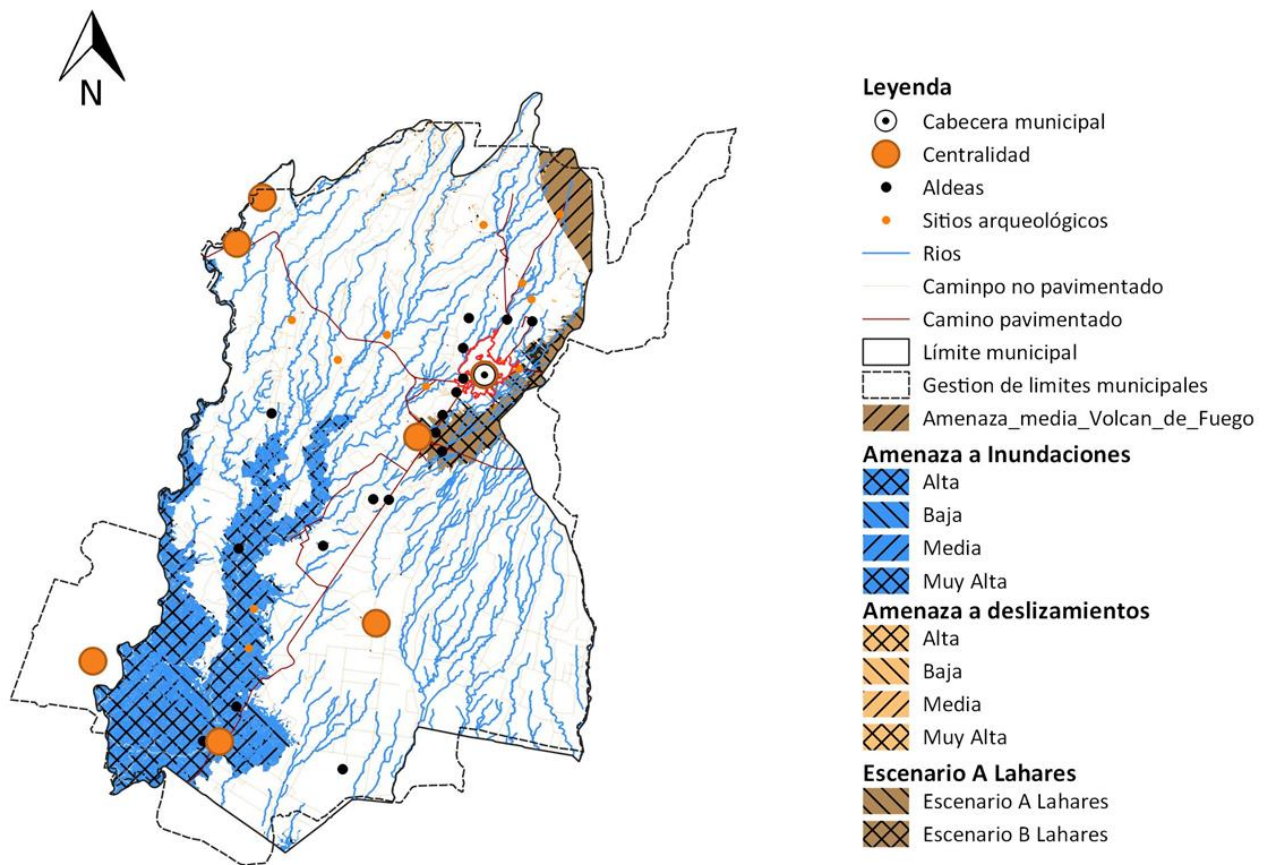 N
Leyenda
Cabecera municipal
Centralidad
Aldeas
Sitios arqueológicos
Rios
Caminpo no pavimentado
Camino pavimentado
Límite municipal
Gestion de limites municipales
Amenaza_media_Volcan_de_Fuego
Amenaza a Inundaciones
Alta
Baja
Media
Muy Alta
Amenaza a deslizamientos
Alta
Baja
Media
Muy Alta
Escenario A Lahares
Escenario A Lahares
Escenario B Lahares